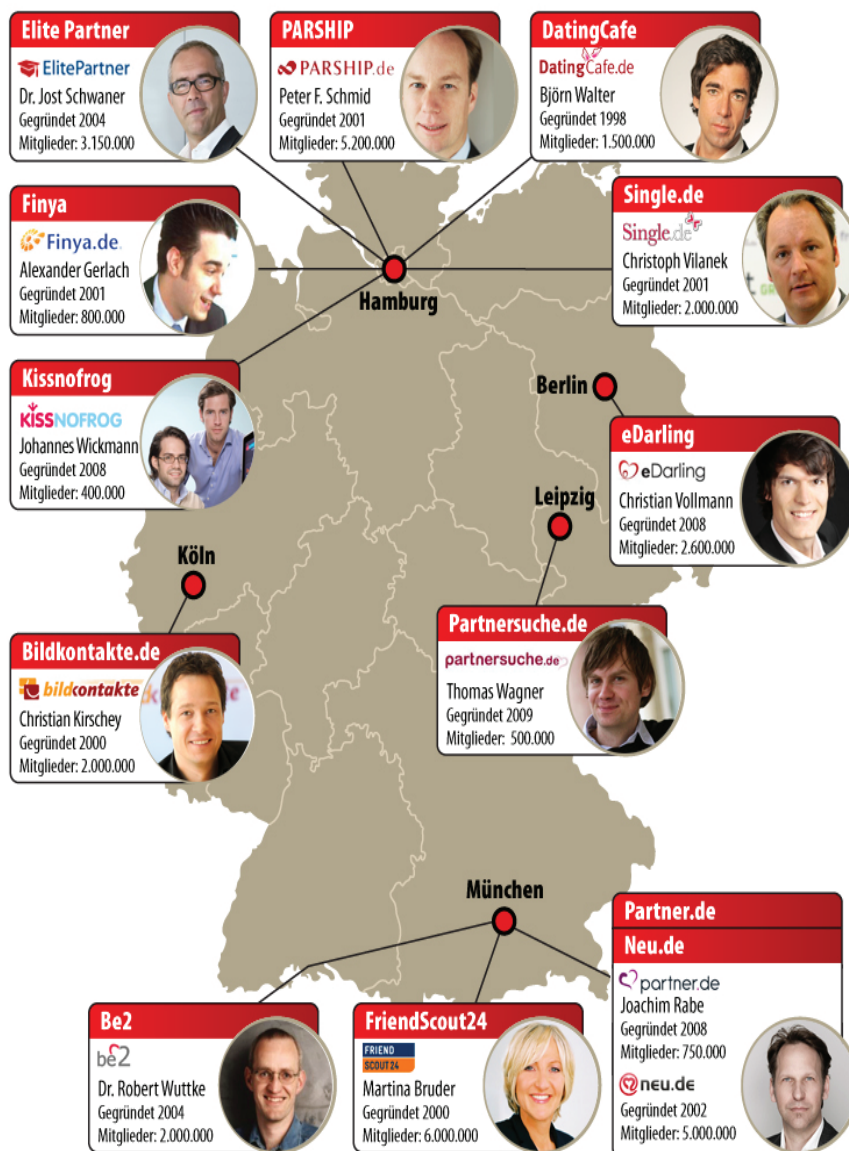 Elite Partner
ElitePartner
Dr. Jost Schwaner
Gegründet 2004
Mitglieder: 3.150.000
PARSHIP
PARSHIP.de
Peter F. Schmid
Gegründet 2001
Mitglieder: 5.200.000
DatingCafe
DatingCafe.de
Björn Walter
Gegründet 1998
Mitglieder: 1.500.000
Finya
Finya.de
Alexander Gerlach
Gegründet 2001
Mitglieder: 800.000
Single.de
Single.de
Christoph Vilanek
Gegründet 2001
Mitglieder: 2.000.000
Hamburg
Kissnofrog
KISSNOFROG
Johannes Wickmann
Gegründet 2008
Mitglieder: 400.000
Berlin
eDarling
eDarling
Christian Vollmann
Gegründet 2008
Mitglieder: 2.600.000
Leipzig
Köln
Partnersuche.de
partnersuche.de
Thomas Wagner
Gegründet 2009
Mitglieder: 500.000
Bildkontakte.de
bildcontakte
Christian Kirschey
Gegründet 2000
Mitglieder: 2.000.000
München
Partner.de
Neu.de
partner.de
Joachim Rabe
Gegründet 2008
Mitglieder: 750.000
neu.de
Gegründet 2002
Mitglieder: 5.000.000
Be2
be2
Dr. Robert Wuttke
Gegründet 2004
Mitglieder: 2.000.000
FriendScout24
FRIEND
SCOUT24
Martina Bruder
Gegründet 2000
Mitglieder: 6.000.000